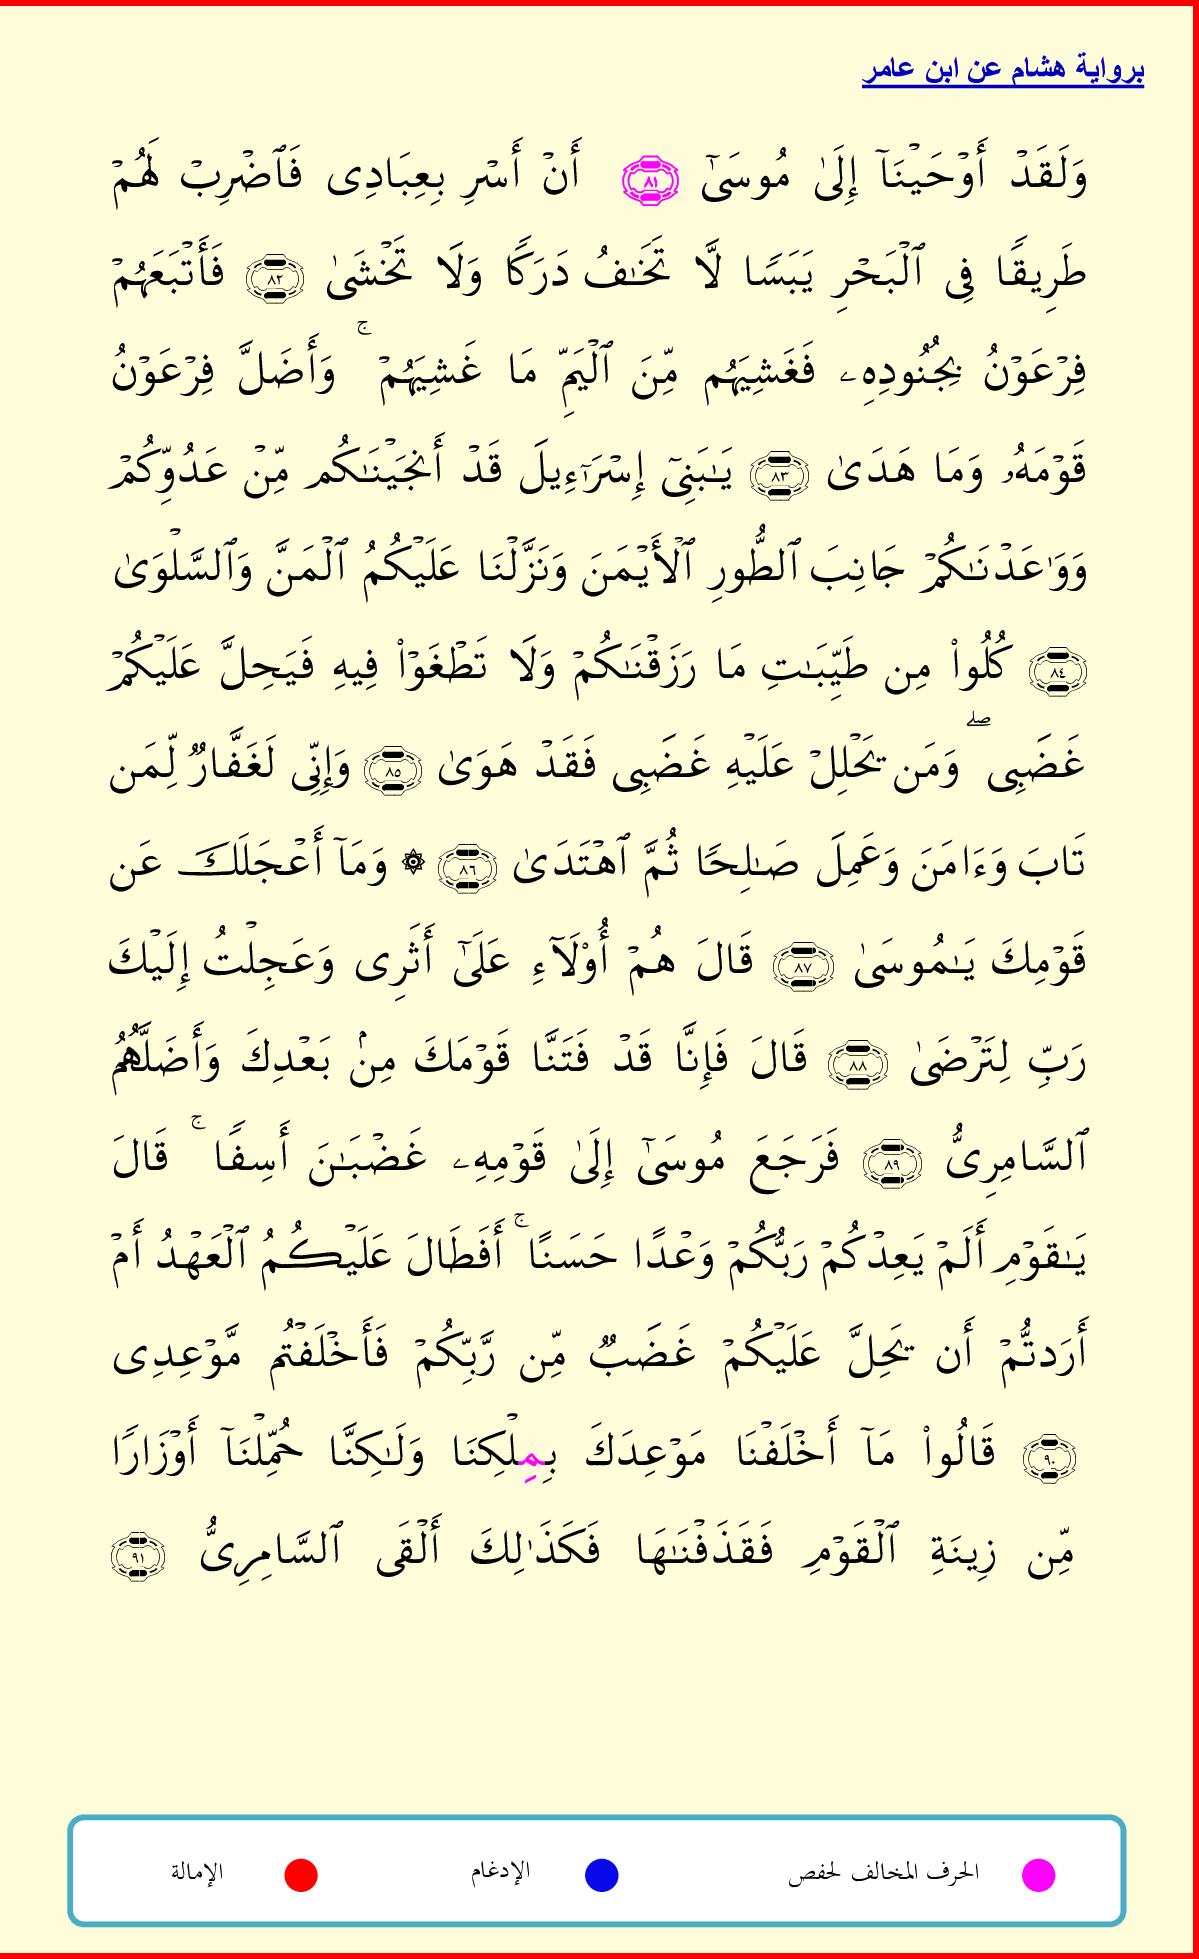 برواية هشام عن ابن عامر
وَلَقَدْ أَوْحَيْنَآ إِلَىٰ مُوسَىٰٓ ٨١ أَنْ أَسْرِ بِعِبَادِى فَٱضْرِبْ لَهُمْ
طَرِيقًا فِى ٱلْبَحْرِ يَبَسًا لَّا تَخَـٰفُ دَرَكًا وَلَا تَخْشَىٰ ٨٢ فَأَتْبَعَهُمْ
فِرْعَوْنُ بِجُنُودِهِۦ فَغَشِيَهُم مِّنَ ٱلْيَمِّ مَا غَشِيَهُمْ ۚ وَأَضَلَّ فِرْعَوْنُ
قَوْمَهُۥ وَمَا هَدَىٰ ٨٣ يَـٰبَنِىٓ إِسْرَٰٓءِيلَ قَدْ أَنجَيْنَـٰكُم مِّنْ عَدُوِّكُمْ
وَوَٰعَدْنَـٰكُمْ جَانِبَ ٱلطُّورِ ٱلْأَيْمَنَ وَنَزَّلْنَا عَلَيْكُمُ ٱلْمَنَّ وَٱلسَّلْوَىٰ
٨٤ كُلُوا۟ مِن طَيِّبَـٰتِ مَا رَزَقْنَـٰكُمْ وَلَا تَطْغَوْا۟ فِيهِ فَيَحِلَّ عَلَيْكُمْ
غَضَبِى ۖ وَمَن يَحْلِلْ عَلَيْهِ غَضَبِى فَقَدْ هَوَىٰ ٨٥ وَإِنِّى لَغَفَّارٌ لِّمَن
تَابَ وَءَامَنَ وَعَمِلَ صَـٰلِحًا ثُمَّ ٱهْتَدَىٰ ٨٦ ۞ وَمَآ أَعْجَلَكَ عَن
قَوْمِكَ يَـٰمُوسَىٰ ٨٧ قَالَ هُمْ أُو۟لَآءِ عَلَىٰٓ أَثَرِى وَعَجِلْتُ إِلَيْكَ
رَبِّ لِتَرْضَىٰ ٨٨ قَالَ فَإِنَّا قَدْ فَتَنَّا قَوْمَكَ مِنۢ بَعْدِكَ وَأَضَلَّهُمُ
ٱلسَّامِرِىُّ ٨٩ فَرَجَعَ مُوسَىٰٓ إِلَىٰ قَوْمِهِۦ غَضْبَـٰنَ أَسِفًا ۚ قَالَ
يَـٰقَوْمِ أَلَمْ يَعِدْكُمْ رَبُّكُمْ وَعْدًا حَسَنًا ۚ أَفَطَالَ عَلَيْكُمُ ٱلْعَهْدُ أَمْ
أَرَدتُّمْ أَن يَحِلَّ عَلَيْكُمْ غَضَبٌ مِّن رَّبِّكُمْ فَأَخْلَفْتُم مَّوْعِدِى
٩٠ قَالُوا۟ مَآ أَخْلَفْنَا مَوْعِدَكَ بِمِلْكِنَا وَلَـٰكِنَّا حُمِّلْنَآ أَوْزَارًا
مِّن زِينَةِ ٱلْقَوْمِ فَقَذَفْنَـٰهَا فَكَذَٰلِكَ أَلْقَى ٱلسَّامِرِىُّ ٩١
الحرف المخالف لحفص الإدغام الإمالة